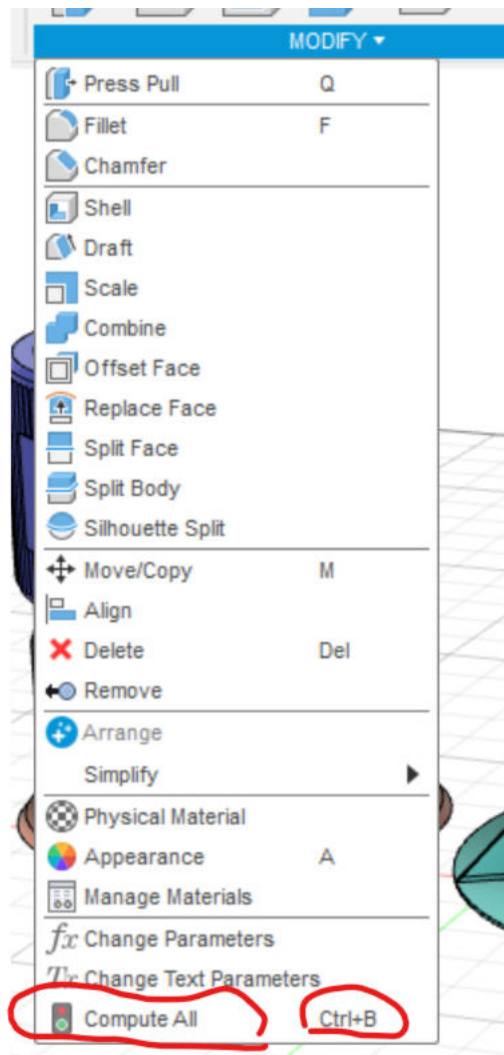 MODIFY
Press Pull Q
Fillet F
Chamfer
Shell
Draft
Scale
Combine
Offset Face
Replace Face
Split Face
Split Body
Silhouette Split
Move/Copy M
Align
Delete Del
Remove
Arrange
Simplify
Physical Material
Appearance A
Manage Materials
fx Change Parameters
Tx Change Text Parameters
Compute All Ctrl+B